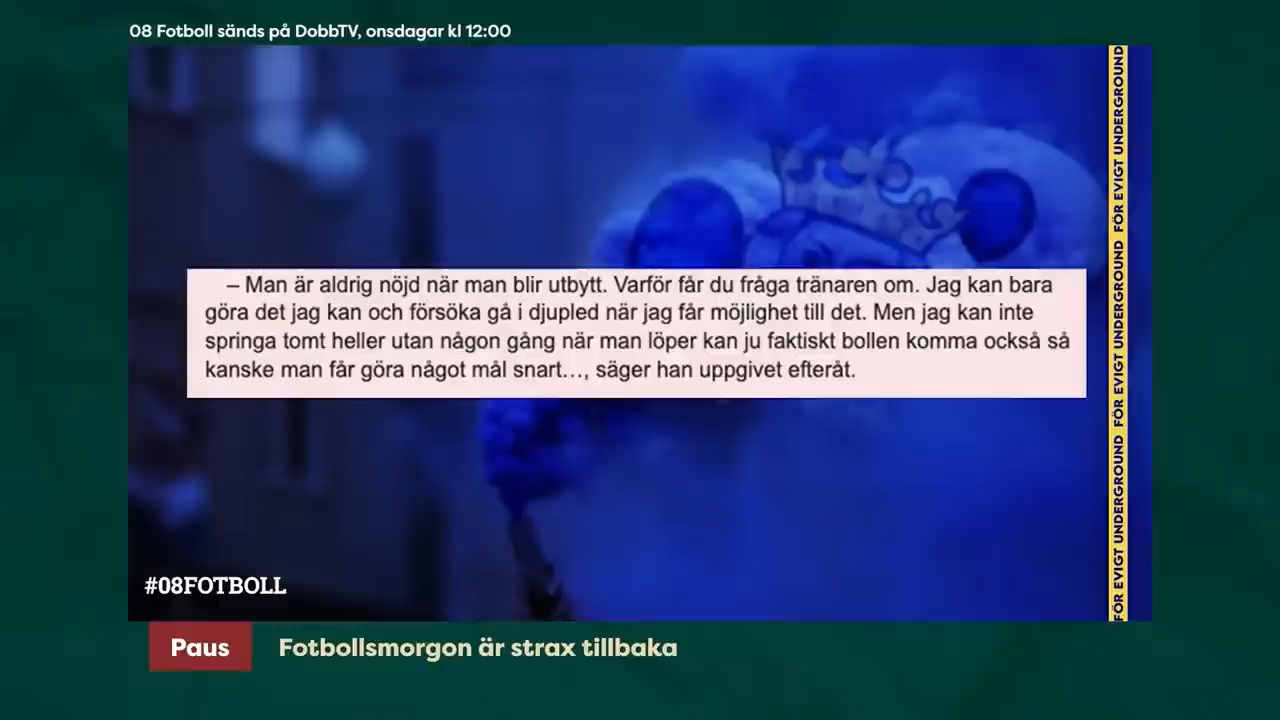 08 Fotboll sänds på DobbTV, onsdagar kl 12:00
– Man är aldrig nöjd när man blir utbytt. Varför får du fråga tränaren om. Jag kan bara
göra det jag kan och försöka gå i djupled när jag får möjlighet till det. Men jag kan inte
springa tomt heller utan någon gång när man löper kan ju faktiskt bollen komma också så
kanske man får göra något mål snart…, säger han uppgivet efteråt.
FÖR EVIGT UNDERGROUND FÖR EVIGT UNDERGROUND FÖR EVIGT UNDERGROUND
#08FOTBOLL
Paus
Fotbollsmorgon är strax tillbaka